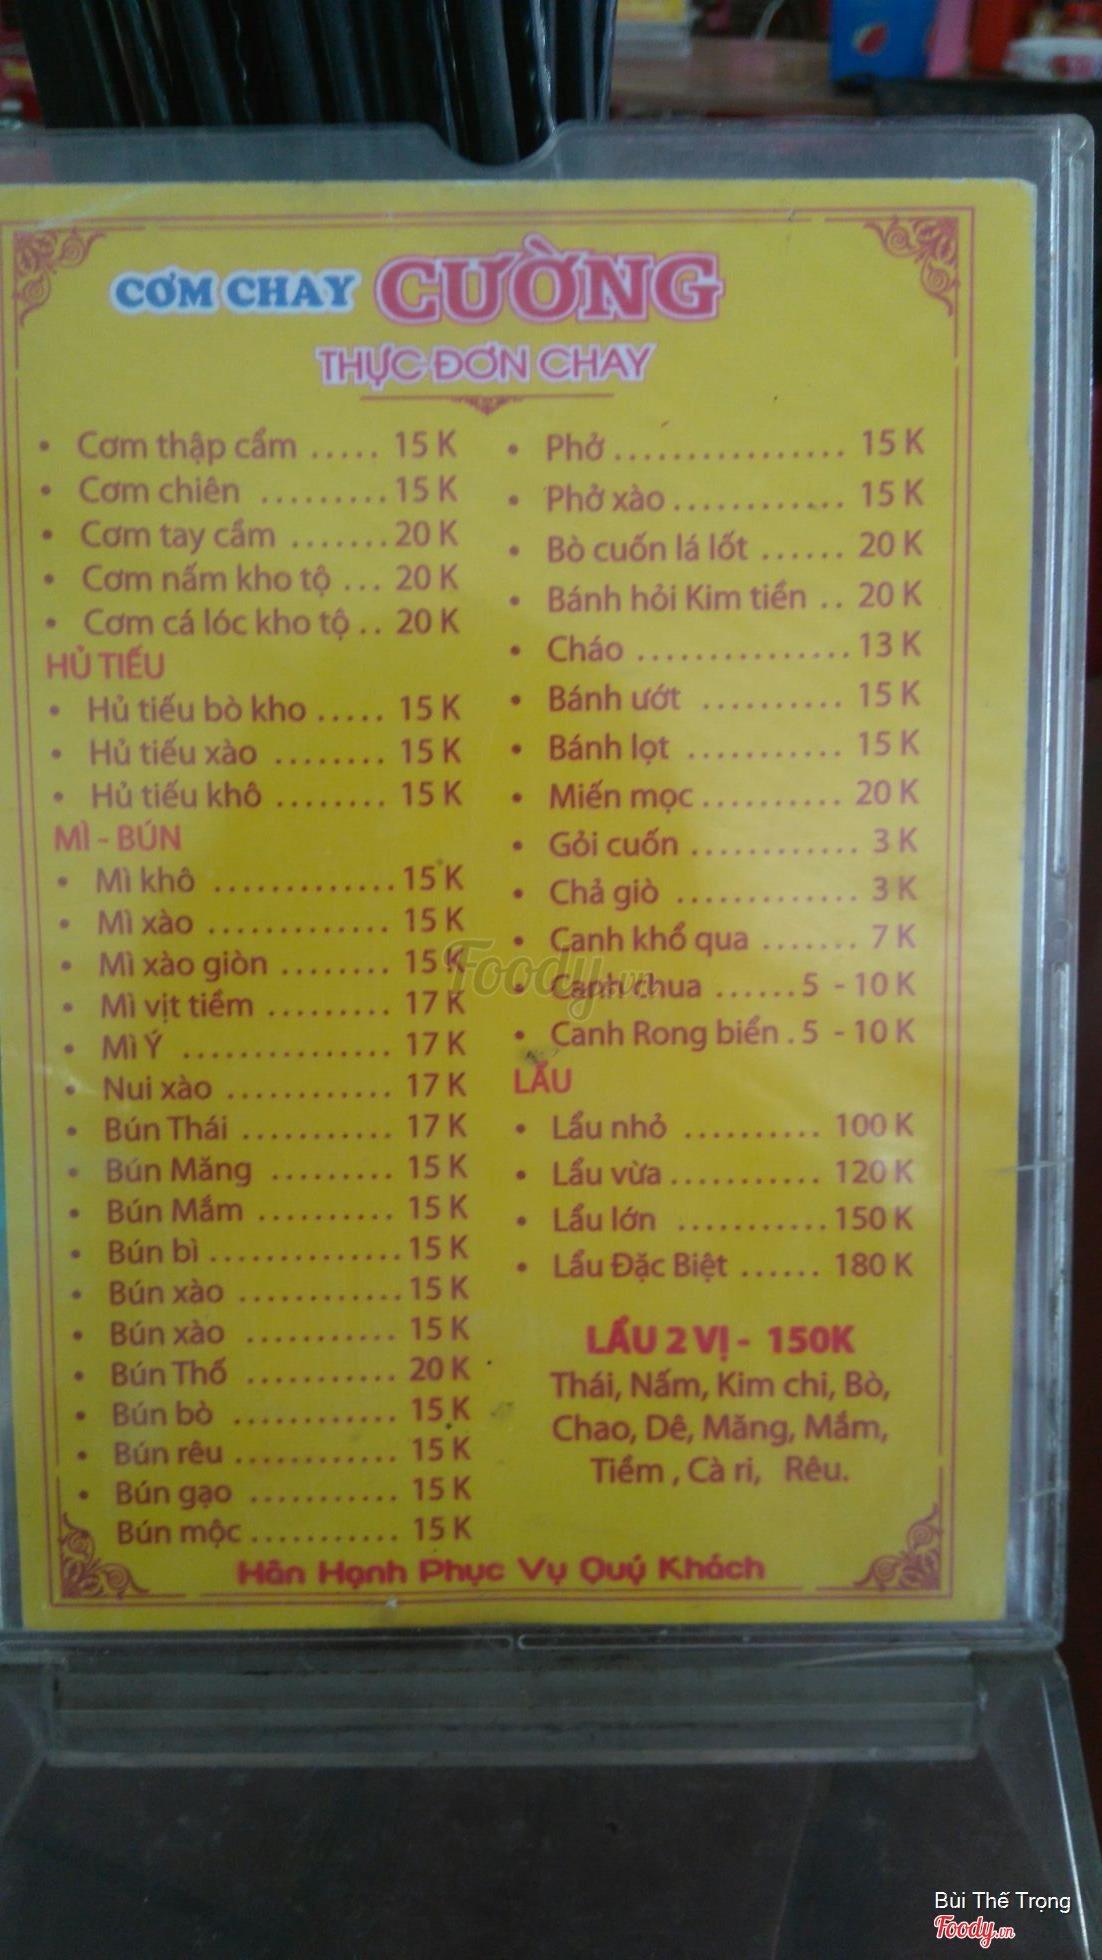 CƠM CHAY CƯỜNG
THỰC ĐƠN CHAY
• Cơm thập cẩm ..... 15 K
• Cơm chiên ......... 15 K
• Cơm tay cầm ....... 20 K
• Cơm nấm kho tộ ... 20 K
• Cơm cá lóc kho tộ .. 20 K
HỦ TIẾU
• Hủ tiếu bò kho ..... 15 K
• Hủ tiếu xào ........ 15 K
• Hủ tiếu khô ........ 15 K
MÌ - BÚN
• Mì khô ............. 15 K
• Mì xào ............. 15 K
• Mì xào giòn ........ 15 K
• Mì vịt tiềm ......... 17 K
• Mì Ý ............... 17 K
• Nui xào ............ 17 K
• Bún Thái ........... 17 K
• Bún Măng ......... 15 K
• Bún Mắm .......... 15 K
• Bún bì .............. 15 K
• Bún xào ............ 15 K
• Bún xào ........... 15 K
• Bún Thố ........... 20 K
• Bún bò ............ 15 K
• Bún rêu ............ 15 K
• Bún gạo ........... 15 K
Bún mộc ........... 15 K
• Phở ................ 15 K
• Phở xào ............ 15 K
• Bò cuốn lá lốt ...... 20 K
• Bánh hỏi Kim tiền .. 20 K
• Cháo ............... 13 K
• Bánh ướt .......... 15 K
• Bánh lọt ........... 15 K
• Miến mọc .......... 20 K
• Gỏi cuốn ............ 3 K
• Chả giò ............. 3 K
• Canh khổ qua ....... 7 K
• Canh chua ...... 5 - 10 K
• Canh Rong biển . 5 - 10 K
LẨU
• Lẩu nhỏ .......... 100 K
• Lẩu vừa ........... 120 K
• Lẩu lớn ........... 150 K
• Lẩu Đặc Biệt ...... 180 K
LẨU 2 VỊ - 150K
Thái, Nấm, Kim chi, Bò,
Chao, Dê, Măng, Mắm,
Tiềm , Cà ri, Rêu.
Hân Hạnh Phục Vụ Quý Khách
Foody.vn
Bùi Thế Trọng
Foody.vn